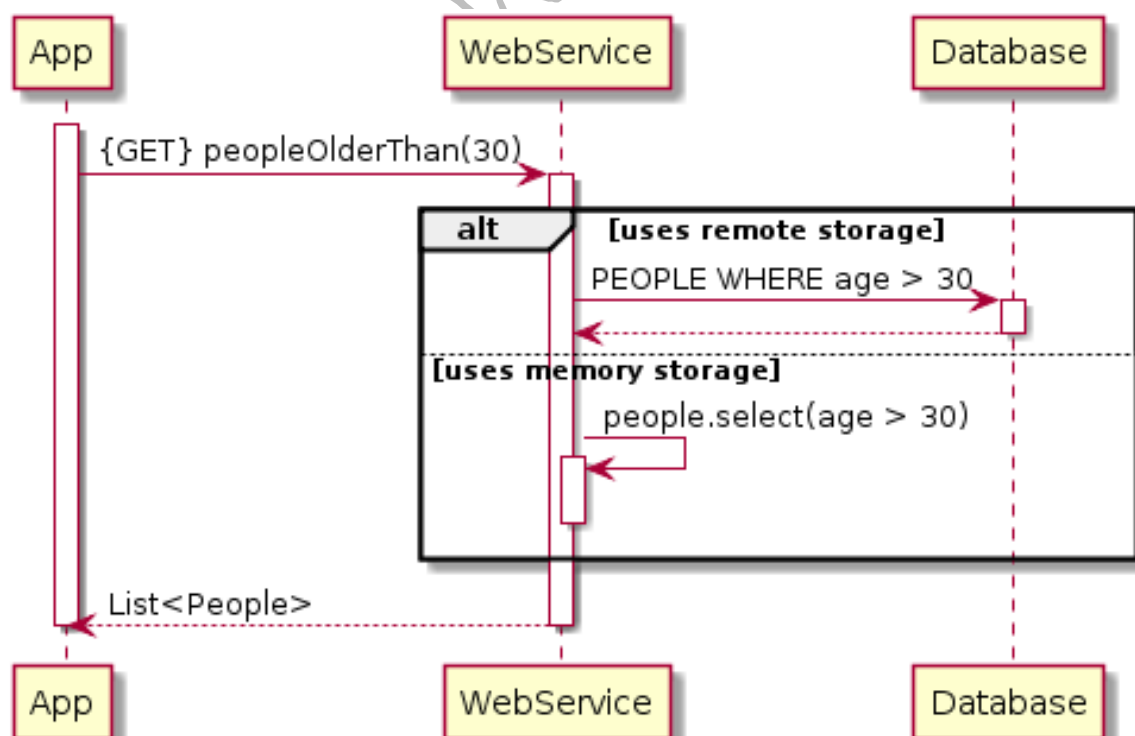 App
WebService
Database
{GET} peopleOlderThan(30)
alt
[uses remote storage]
PEOPLE WHERE age > 30
[uses memory storage]
people.select(age > 30)
List<People>
App
WebService
Database